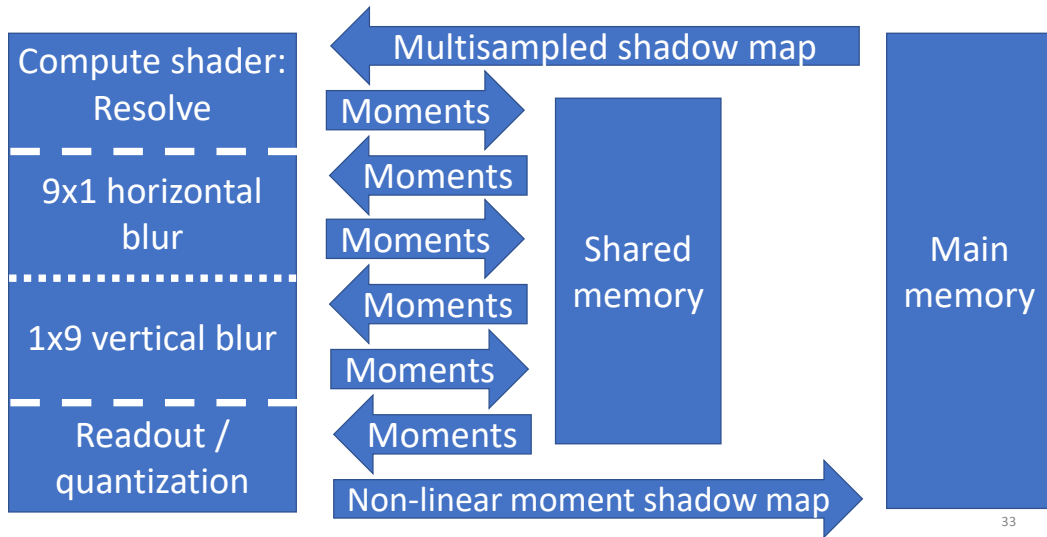 Compute shader:
Resolve
9x1 horizontal
blur
1x9 vertical blur
Readout /
quantization
Multisampled shadow map
Moments
Moments
Moments
Moments
Moments
Moments
Non-linear moment shadow map
Shared
memory
Main
memory
33